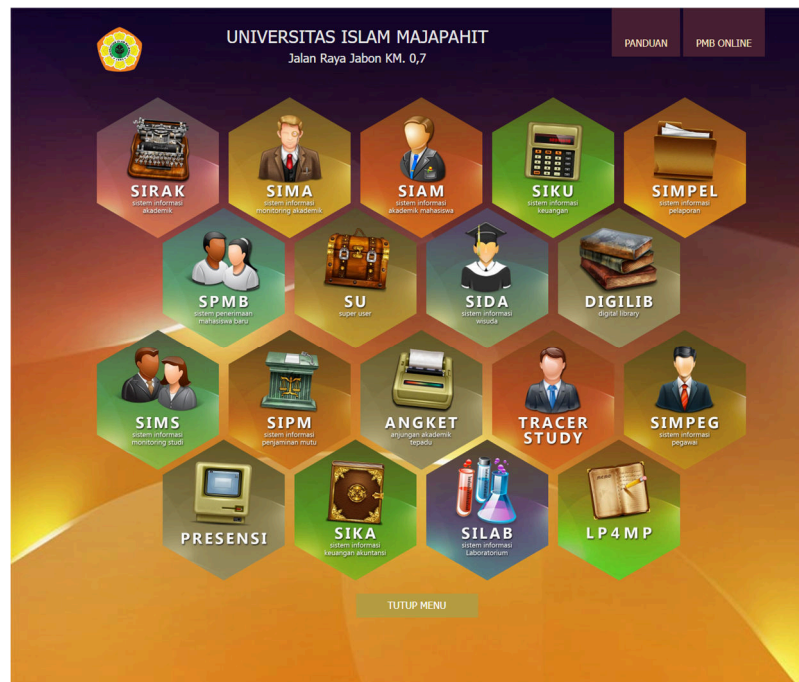 UNIVERSITAS ISLAM MAJAPAHIT
Jalan Raya Jabon KM. 0,7
PANDUAN
PMB ONLINE
SIRAK
sistem informasi
akademik
SIMA
sistem informasi
monitoring akademik
SIAM
sistem informasi
akademik mahasiswa
SIKU
sistem informasi
keuangan
SIMPEL
sistem informasi
pelaporan
SPMB
sistem penerimaan
mahasiswa baru
SU
super user
SIDA
sistem informasi
wisuda
DIGILIB
digital library
SIMS
sistem informasi
monitoring studi
SIPM
sistem informasi
penjaminan mutu
ANGKET
anjungan akademik
tepadu
TRACER
STUDY
SIMPEG
sistem informasi
pegawai
PRESENSI
SIKA
sistem informasi
keuangan akuntansi
SILAB
sistem informasi
Laboratorium
LP4MP
TUTUP MENU